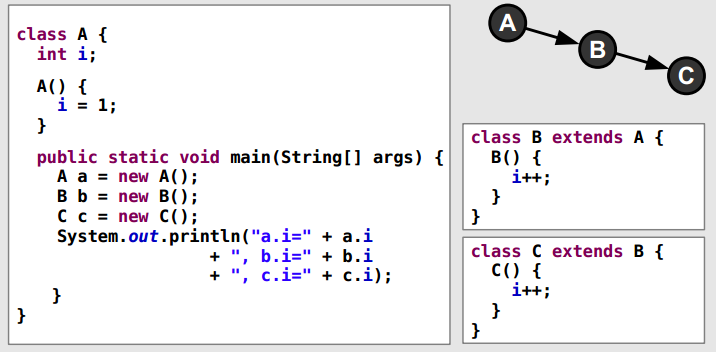 class A {
int i;
A() {
i = 1;
}
public static void main(String[] args) {
A a = new A();
B b = new B();
C c = new C();
System.out.println("a.i=" + a.i
+ ", b.i=" + b.i
+ ", c.i=" + c.i);
}
}
A
B
C
class B extends A {
B() {
i++;
}
}
class C extends B {
C() {
i++;
}
}